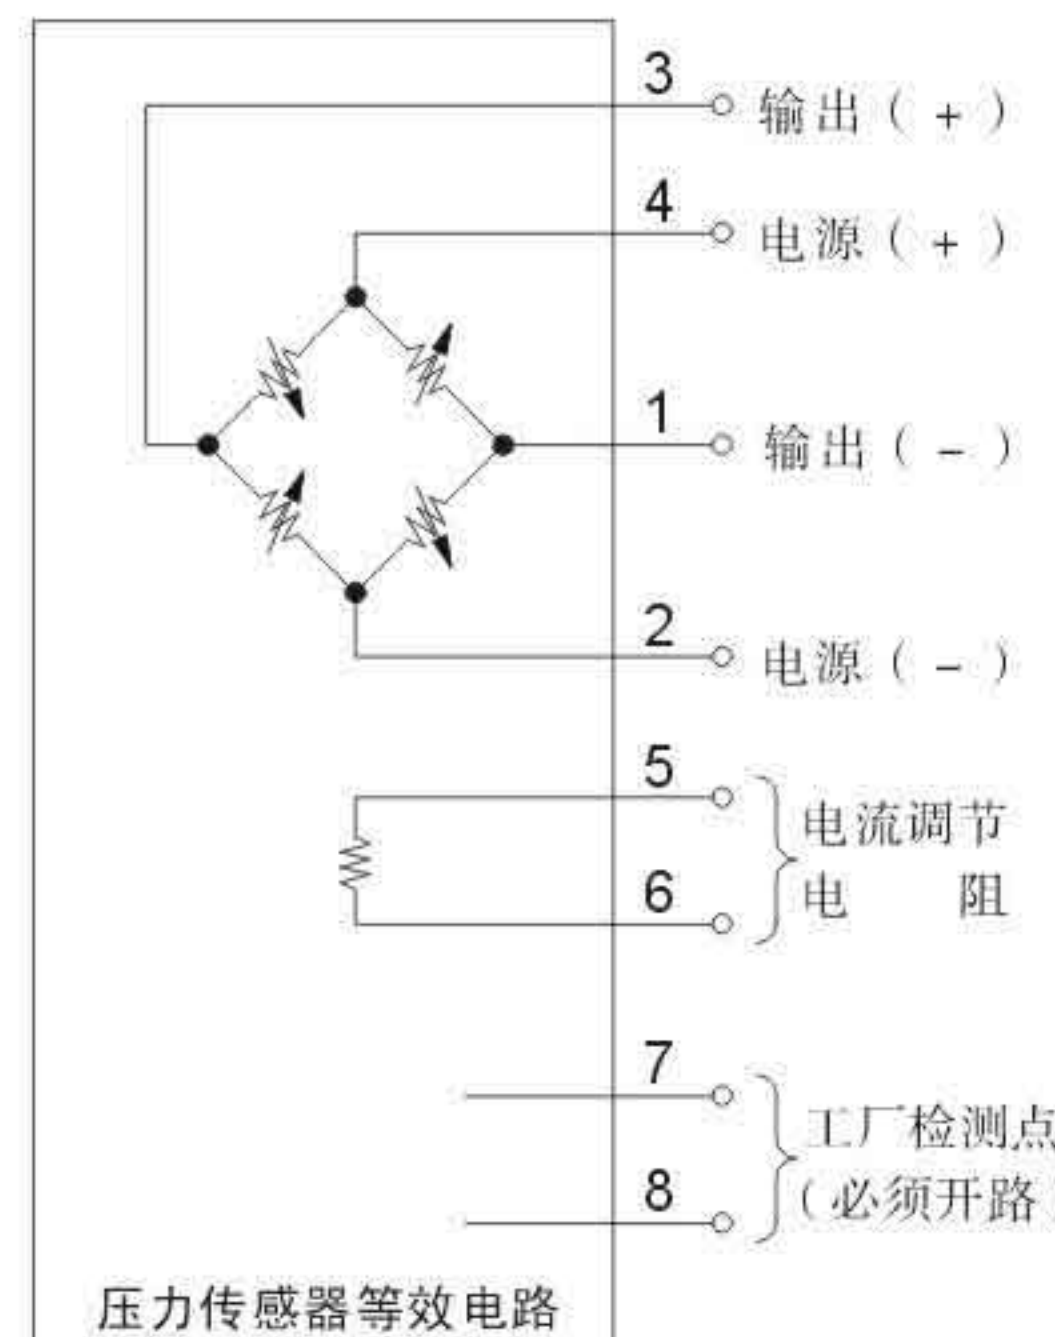 3 输出（+）
4 电源（+）
1 输出（-）
2 电源（-）
5
电流调节
6 电 阻
7
工厂检测点
8 （必须开路）
压力传感器等效电路